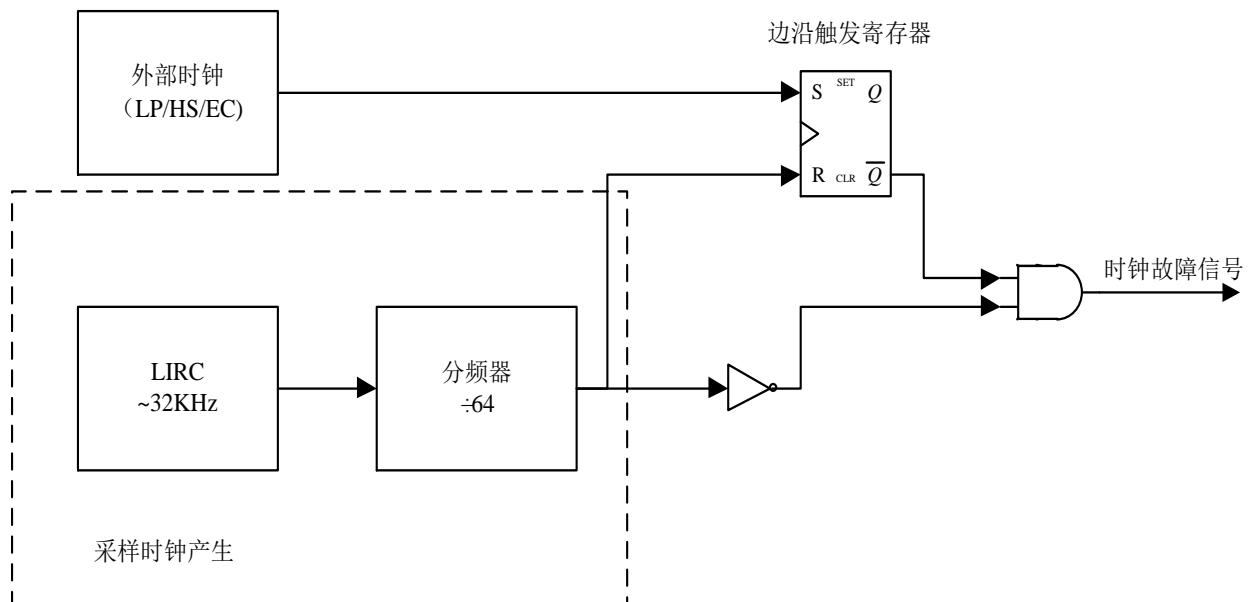 边沿触发寄存器
外部时钟
（LP/HS/EC)
S SET Q
R CLR Q
时钟故障信号
LIRC
~32KHz
分频器
÷64
采样时钟产生